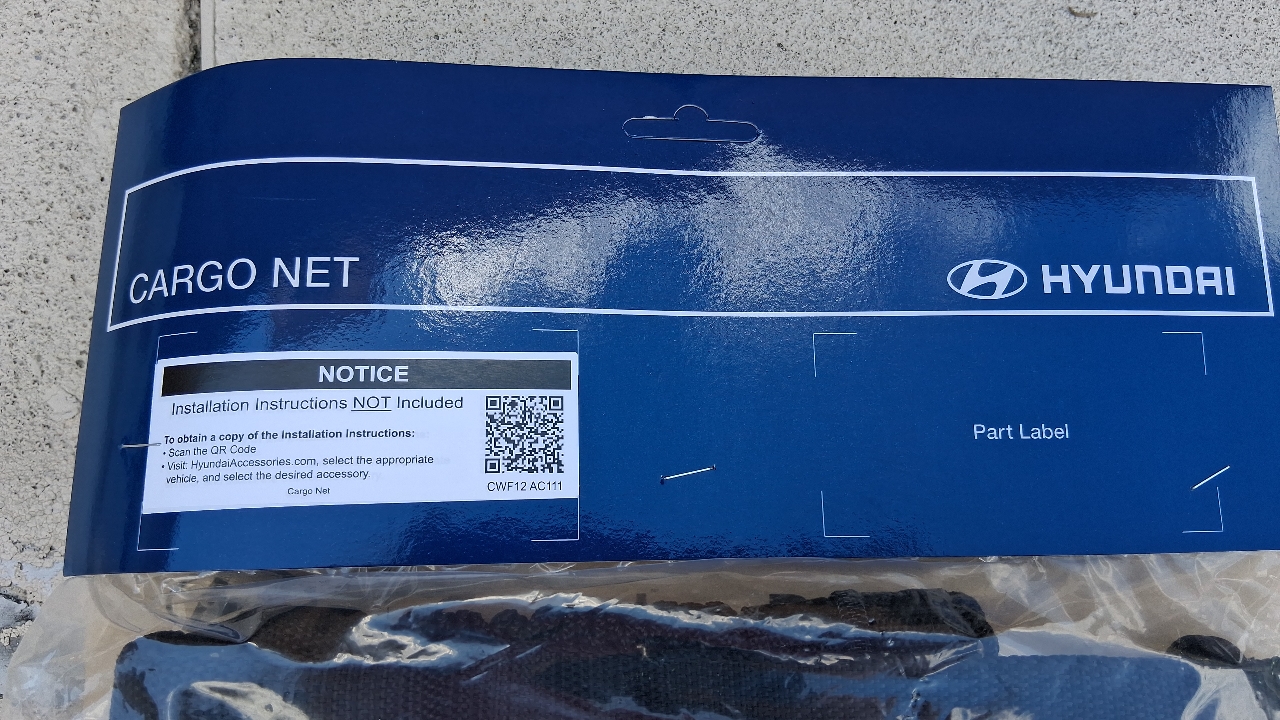 CARGO NET
HYUNDAI
NOTICE
Installation Instructions NOT Included
To obtain a copy of the Installation Instructions:
• Scan the QR Code
• Visit: HyundaiAccessories.com, select the appropriate
vehicle, and select the desired accessory.
Cargo Net
CWF12 AC111
Part Label